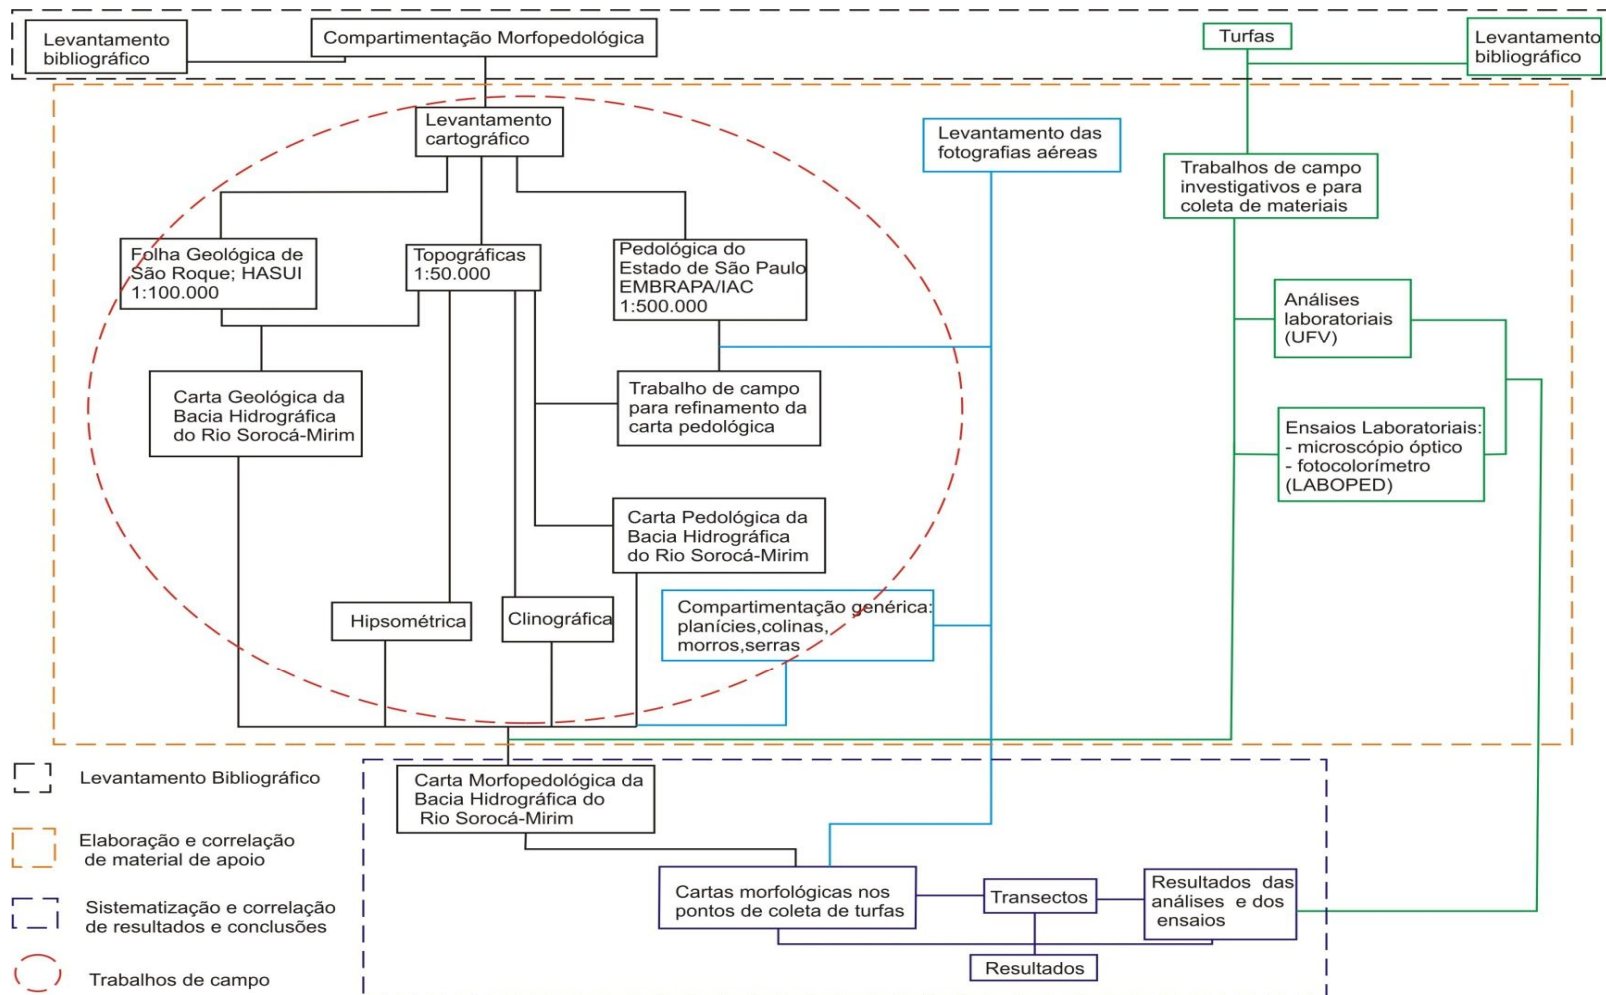 Levantamento
bibliográfico
Compartimentação Morfopedológica
Turfas
Levantamento
bibliográfico
Levantamento
cartográfico
Levantamento das
fotografias aéreas
Trabalhos de campo
investigativos e para
coleta de materiais
Folha Geológica de
São Roque; HASUI
1:100.000
Topográficas
1:50.000
Pedológica do
Estado de São Paulo
EMBRAPA/IAC
1:500.000
Análises
laboratoriais
(UFV)
Carta Geológica da
Bacia Hidrográfica
do Rio Sorocá-Mirim
Trabalho de campo
para refinamento da
carta pedológica
Ensaios Laboratoriais:
- microscópio óptico
- fotocolorímetro
(LABOPED)
Carta Pedológica da
Bacia Hidrográfica
do Rio Sorocá-Mirim
Hipsométrica
Clinográfica
Compartimentação genérica:
planícies,colinas,
morros,serras
Levantamento Bibliográfico
Elaboração e correlação
de material de apoio
Sistematização e correlação
de resultados e conclusões
Trabalhos de campo
Carta Morfopedológica da
Bacia Hidrográfica do
Rio Sorocá-Mirim
Cartas morfológicas nos
pontos de coleta de turfas
Transectos
Resultados das
análises e dos
ensaios
Resultados